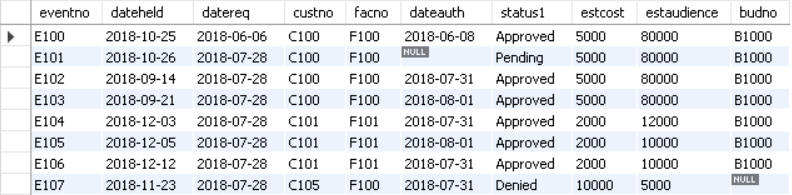 eventno dateheld datereq custno facno dateauth status1 estcost estaudience budno
E100 2018-10-25 2018-06-06 C100 F100 2018-06-08 Approved 5000 80000 B1000
E101 2018-10-26 2018-07-28 C100 F100 NULL Pending 5000 80000 B1000
E102 2018-09-14 2018-07-28 C100 F100 2018-07-31 Approved 5000 80000 B1000
E103 2018-09-21 2018-07-28 C100 F100 2018-08-01 Approved 5000 80000 B1000
E104 2018-12-03 2018-07-28 C101 F101 2018-07-31 Approved 2000 12000 B1000
E105 2018-12-05 2018-07-28 C101 F101 2018-08-01 Approved 2000 10000 B1000
E106 2018-12-12 2018-07-28 C101 F101 2018-07-31 Approved 2000 10000 B1000
E107 2018-11-23 2018-07-28 C105 F100 2018-07-31 Denied 10000 5000 NULL